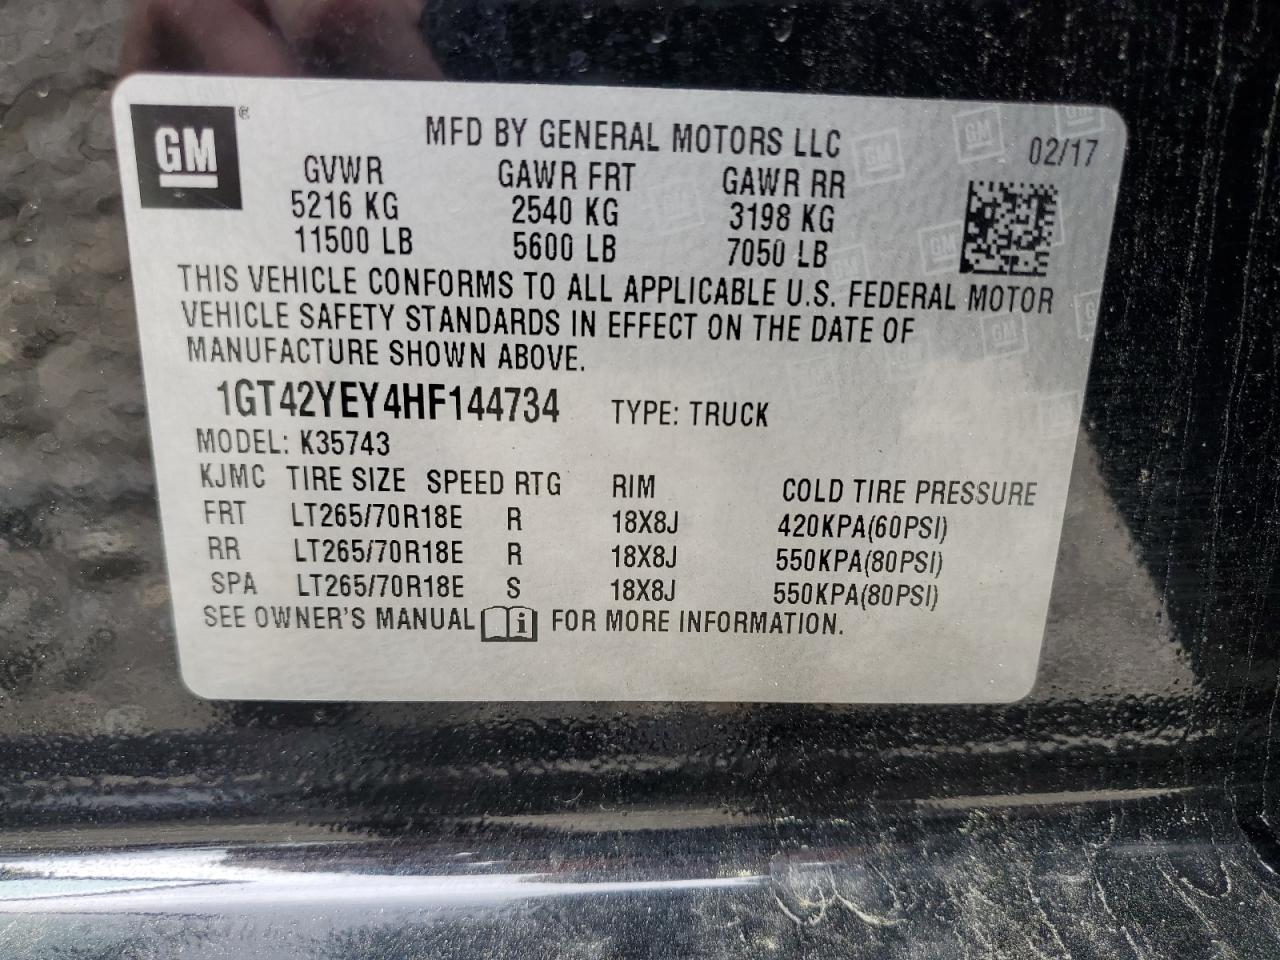 GM ®
MFD BY GENERAL MOTORS LLC 02/17
GVWR GAWR FRT GAWR RR
5216 KG 2540 KG 3198 KG
11500 LB 5600 LB 7050 LB
THIS VEHICLE CONFORMS TO ALL APPLICABLE U.S. FEDERAL MOTOR
VEHICLE SAFETY STANDARDS IN EFFECT ON THE DATE OF
MANUFACTURE SHOWN ABOVE.
1GT42YEY4HF144734 TYPE: TRUCK
MODEL: K35743
KJMC TIRE SIZE SPEED RTG RIM COLD TIRE PRESSURE
FRT LT265/70R18E R 18X8J 420KPA(60PSI)
RR LT265/70R18E R 18X8J 550KPA(80PSI)
SPA LT265/70R18E S 18X8J 550KPA(80PSI)
SEE OWNER'S MANUAL i FOR MORE INFORMATION.